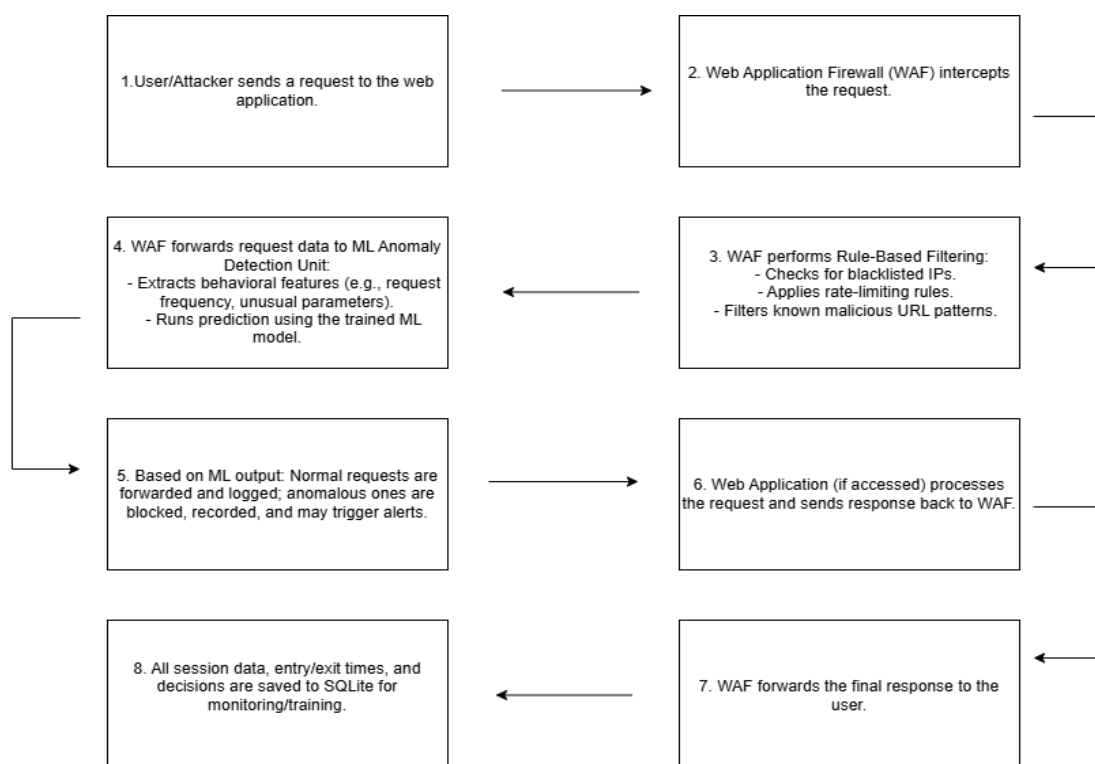 1.User/Attacker sends a request to the web
application.
2. Web Application Firewall (WAF) intercepts
the request.
3. WAF performs Rule-Based Filtering:
- Checks for blacklisted IPs.
- Applies rate-limiting rules.
- Filters known malicious URL patterns.
4. WAF forwards request data to ML Anomaly
Detection Unit:
- Extracts behavioral features (e.g., request
frequency, unusual parameters).
- Runs prediction using the trained ML
model.
5. Based on ML output: Normal requests are
forwarded and logged; anomalous ones are
blocked, recorded, and may trigger alerts.
6. Web Application (if accessed) processes
the request and sends response back to WAF.
7. WAF forwards the final response to the
user.
8. All session data, entry/exit times, and
decisions are saved to SQLite for
monitoring/training.